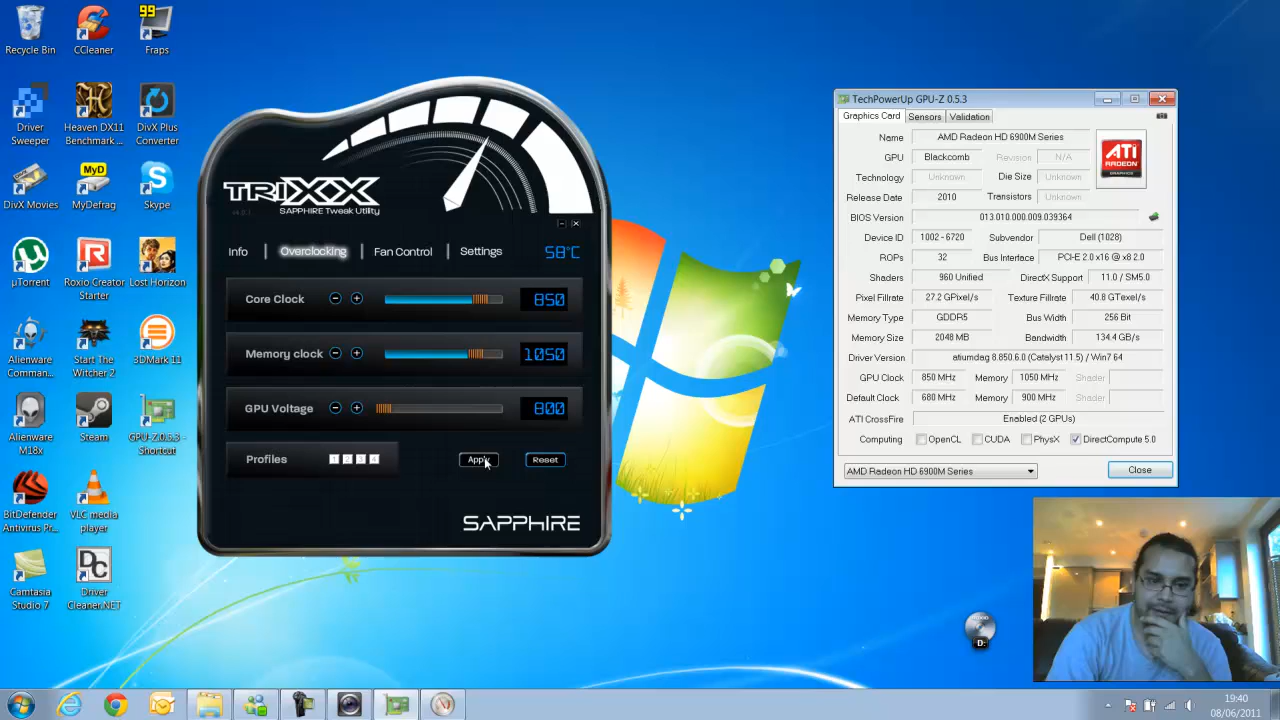 99
Recycle Bin
CCleaner
Fraps
Driver
Sweeper
Heaven DX11
Benchmark ...
DivX Plus
Converter
DivX Movies
MyD
MyDefrag
Skype
µTorrent
Roxio Creator
Starter
Lost Horizon
Alienware
Comman...
Start The
Witcher 2
3DMark 11
Alienware
M18x
Steam
GPU-Z.0.5.3 -
Shortcut
BitDefender
Antivirus Pr...
VLC media
player
Camtasia
Studio 7
DC
Driver
Cleaner.NET
TRIXX
SAPPHIRE Tweak Utility
Info
Overclocking
Fan Control
Settings
58°C
Core Clock
850
Memory clock
1050
GPU Voltage
800
Profiles
1 2 3 4
Apply
Reset
SAPPHIRE
TechPowerUp GPU-Z 0.5.3
Graphics Card Sensors Validation
Name AMD Radeon HD 6900M Series
GPU Blackcomb Revision N/A
Technology Unknown Die Size Unknown
Release Date 2010 Transistors Unknown
BIOS Version 013.010.000.009.039364
Device ID 1002 - 6720 Subvendor Dell (1028)
ROPs 32 Bus Interface PCI-E 2.0 x16 @ x8 2.0
Shaders 960 Unified DirectX Support 11.0 / SM5.0
Pixel Fillrate 27.2 GPixel/s Texture Fillrate 40.8 GTexel/s
Memory Type GDDR5 Bus Width 256 Bit
Memory Size 2048 MB Bandwidth 134.4 GB/s
Driver Version atiumdag 8.850.6.0 (Catalyst 11.5) / Win7 64
GPU Clock 850 MHz Memory 1050 MHz Shader
Default Clock 680 MHz Memory 900 MHz Shader
ATI CrossFire Enabled (2 GPUs)
Computing OpenCL CUDA PhysX DirectCompute 5.0
AMD Radeon HD 6900M Series
Close
ATI
RADEON
GRAPHICS
D:
19:40
08/06/2011